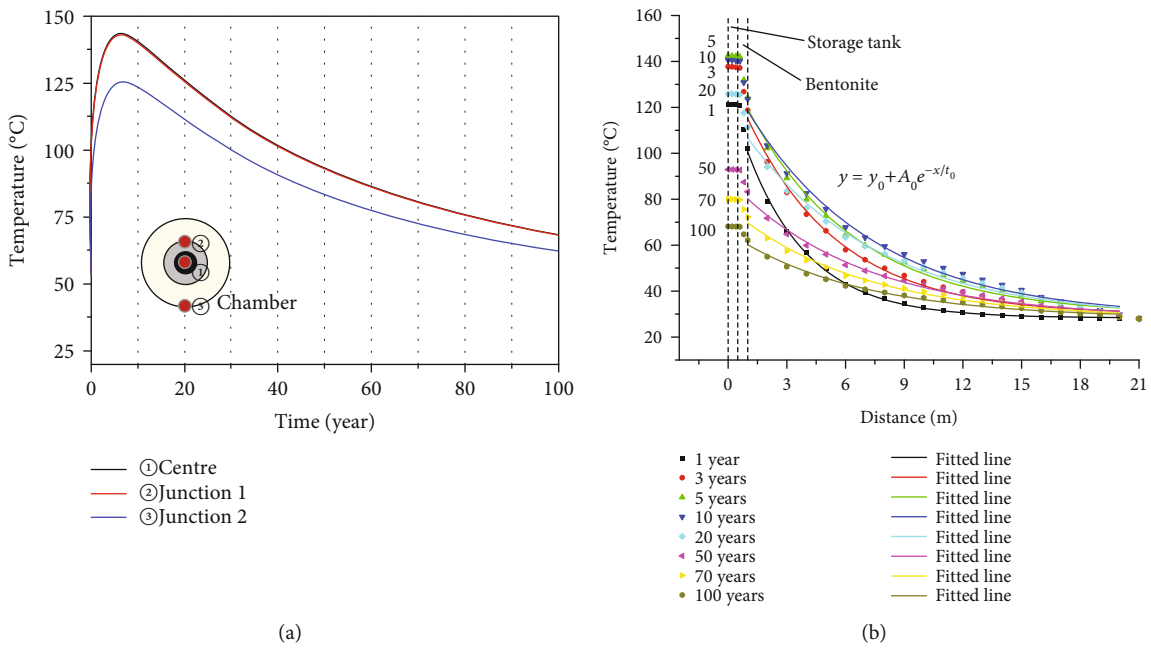 150
125
100
75
50
25
Temperature (°C)
② 
①
③ Chamber
0 20 40 60 80 100
Time (year)
①Centre
②Junction 1
③Junction 2
(a)
160
140
120
100
80
60
40
20
Temperature (°C)
5
10
3
20
1
50
70
100
Storage tank
Bentonite
y = y₀+A₀e^{−x/t₀}
0 3 6 9 12 15 18 21
Distance (m)
1 year Fitted line
3 years Fitted line
5 years Fitted line
10 years Fitted line
20 years Fitted line
50 years Fitted line
70 years Fitted line
100 years Fitted line
(b)